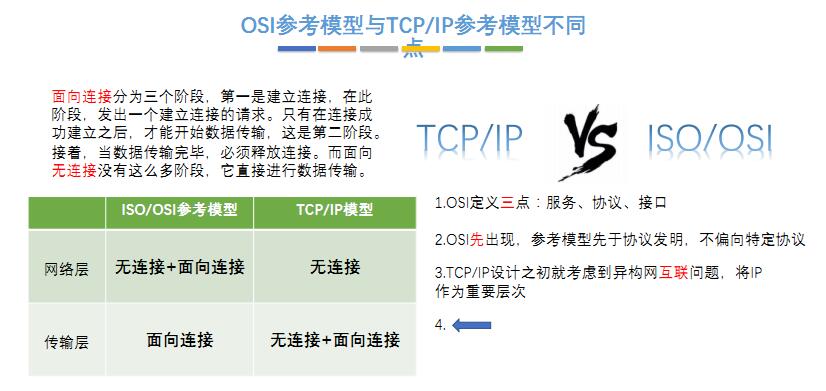 OSI参考模型与TCP/IP参考模型不同
点
面向连接分为三个阶段，第一是建立连接，在此
阶段，发出一个建立连接的请求。只有在连接成
功建立之后，才能开始数据传输，这是第二阶段。
接着，当数据传输完毕，必须释放连接。而面向
无连接没有这么多阶段，它直接进行数据传输。
TCP/IP VS ISO/OSI
ISO/OSI参考模型 TCP/IP模型
网络层 无连接+面向连接 无连接
传输层 面向连接 无连接+面向连接
1.OSI定义三点：服务、协议、接口
2.OSI先出现，参考模型先于协议发明，不偏向特定协议
3.TCP/IP设计之初就考虑到异构网互联问题，将IP
作为重要层次
4.